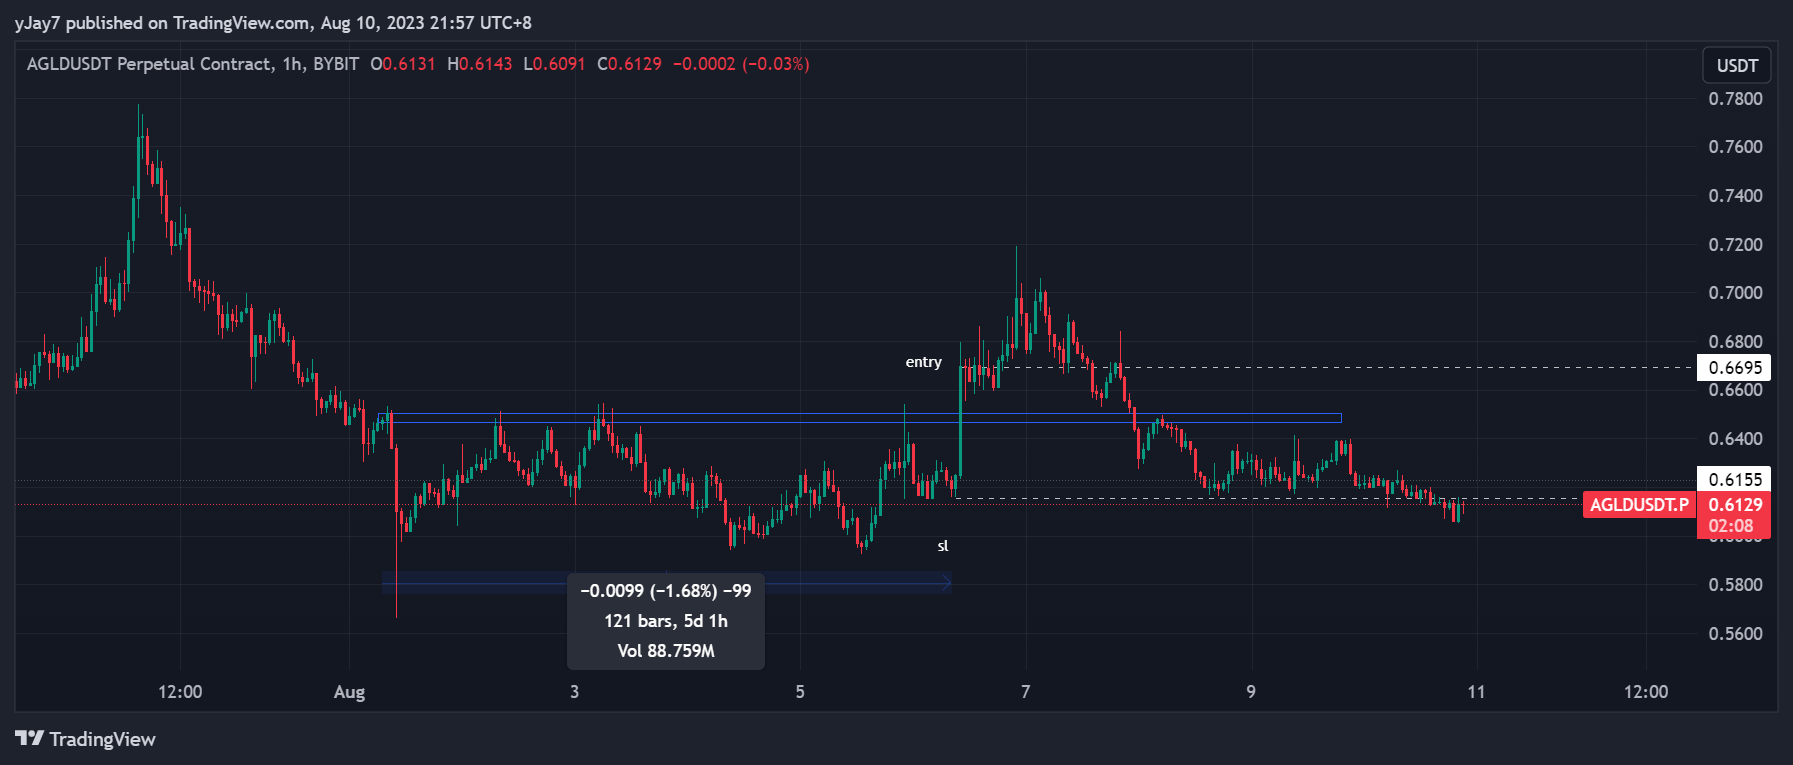 yJay7 published on TradingView.com, Aug 10, 2023 21:57 UTC+8
AGLDUSDT Perpetual Contract, 1h, BYBIT O0.6131 H0.6143 L0.6091 C0.6129 −0.0002 (−0.03%)
USDT
0.7800
0.7600
0.7400
0.7200
0.7000
0.6800
entry
0.6695
0.6600
0.6400
0.6155
AGLDUSDT.P 0.6129
02:08
sl
0.5800
−0.0099 (−1.68%) −99
121 bars, 5d 1h
Vol 88.759M
0.5600
12:00 Aug 3 5 7 9 11 12:00
TradingView